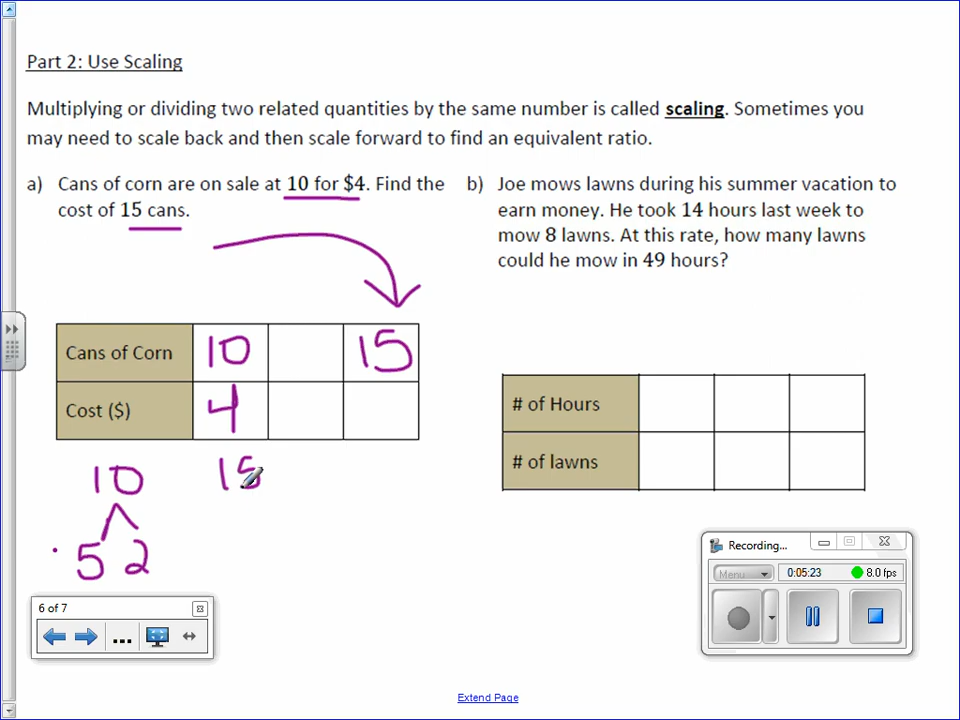 Part 2: Use Scaling
Multiplying or dividing two related quantities by the same number is called scaling. Sometimes you
may need to scale back and then scale forward to find an equivalent ratio.
a) Cans of corn are on sale at 10 for $4. Find the
cost of 15 cans.
b) Joe mows lawns during his summer vacation to
earn money. He took 14 hours last week to
mow 8 lawns. At this rate, how many lawns
could he mow in 49 hours?
Cans of Corn 10 15
Cost ($) 4
10 15
5 2
# of Hours
# of lawns
Recording...
Menu 0:05:23 8.0 fps
6 of 7
...
Extend Page